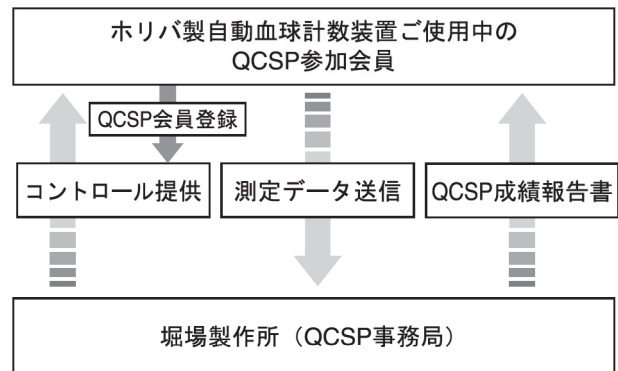 ホリバ製自動血球計数装置ご使用中の
QCSP参加会員
QCSP会員登録
コントロール提供
測定データ送信
QCSP成績報告書
堀場製作所（QCSP事務局）